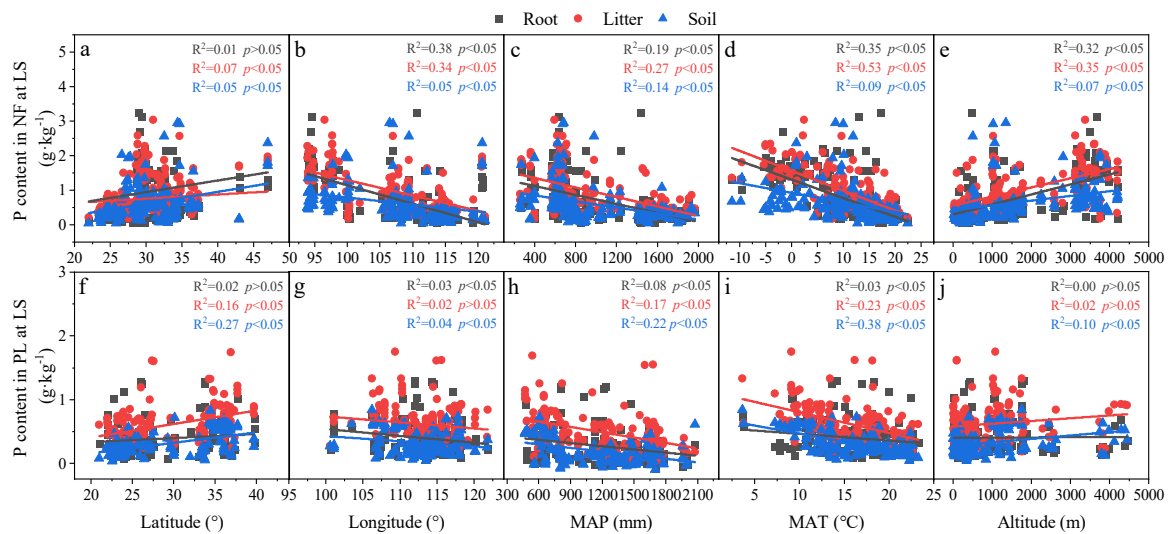 Root Litter Soil
P content in NF at LS
(g·kg⁻¹)
5
4
3
2
1
0
a
R²=0.01 p>0.05
R²=0.07 p<0.05
R²=0.05 p<0.05
b
R²=0.38 p<0.05
R²=0.34 p<0.05
R²=0.05 p<0.05
c
R²=0.19 p<0.05
R²=0.27 p<0.05
R²=0.14 p<0.05
d
R²=0.35 p<0.05
R²=0.53 p<0.05
R²=0.09 p<0.05
e
R²=0.32 p<0.05
R²=0.35 p<0.05
R²=0.07 p<0.05
20 25 30 35 40 45
95 100 105 110 115 120
400 800 1200 1600 2000
-10 -5 0 5 10 15 20 25
0 1000 2000 3000 4000 5000
P content in PL at LS
(g·kg⁻¹)
3
2
1
0
f
R²=0.02 p>0.05
R²=0.16 p<0.05
R²=0.27 p<0.05
g
R²=0.03 p<0.05
R²=0.02 p>0.05
R²=0.04 p<0.05
h
R²=0.08 p<0.05
R²=0.17 p<0.05
R²=0.22 p<0.05
i
R²=0.03 p<0.05
R²=0.23 p<0.05
R²=0.38 p<0.05
j
R²=0.00 p>0.05
R²=0.02 p>0.05
R²=0.10 p<0.05
20 25 30 35 40
100 105 110 115 120
600 900 1200 1500 1800 2100
5 10 15 20 25
0 1000 2000 3000 4000 5000
Latitude (°)
Longitude (°)
MAP (mm)
MAT (℃)
Altitude (m)